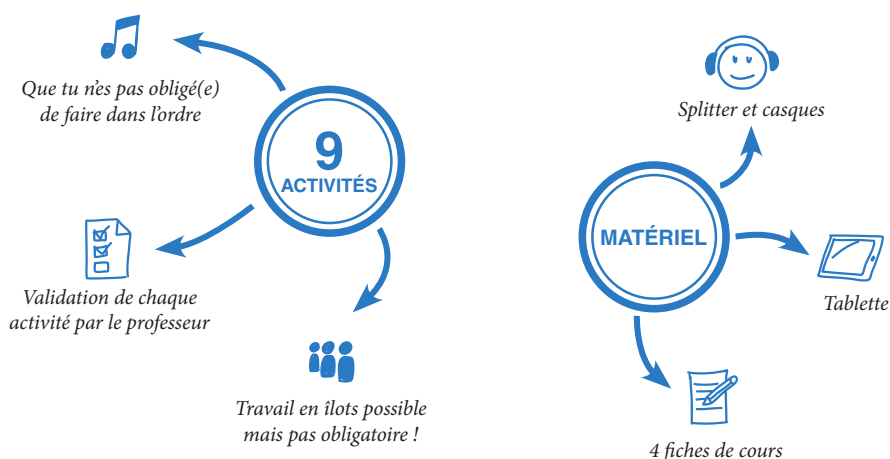 Que tu n'es pas obligé(e)
de faire dans l'ordre
9
ACTIVITÉS
Validation de chaque
activité par le professeur
Travail en îlots possible
mais pas obligatoire !
Splitter et casques
MATÉRIEL
Tablette
4 fiches de cours